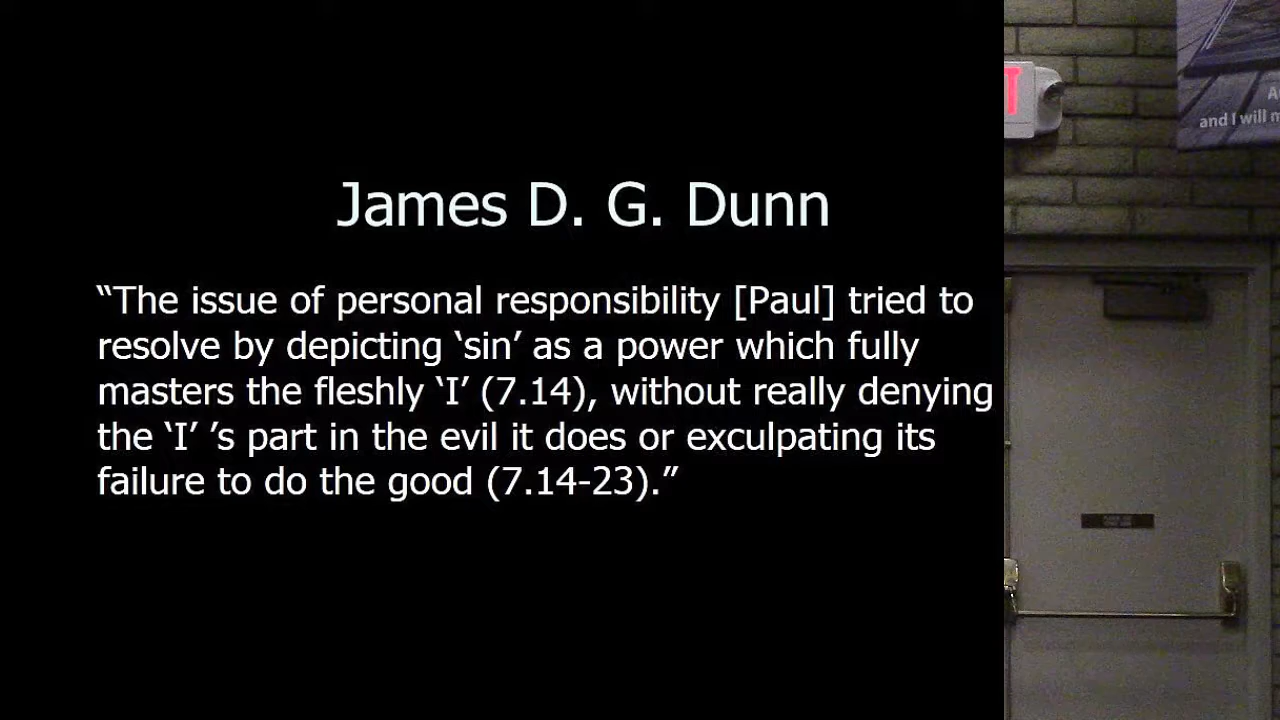 James D. G. Dunn
“The issue of personal responsibility [Paul] tried to
resolve by depicting ‘sin’ as a power which fully
masters the fleshly ‘I’ (7.14), without really denying
the ‘I’ ’s part in the evil it does or exculpating its
failure to do the good (7.14-23).”
T
and I will